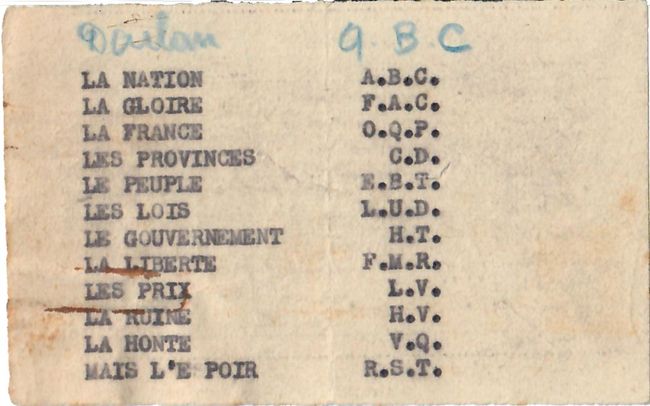 Darlan A.B.C
LA NATION A.B.C.
LA GLOIRE F.A.C.
LA FRANCE O.Q.P.
LES PROVINCES C.D.
LE PEUPLE E.B.T.
LES LOIS L.U.D.
LE GOUVERNEMENT H.T.
LA LIBERTE F.M.R.
LES PRIX L.V.
LA RUINE H.V.
LA HONTE V.Q.
MAIS L'E POIR R.S.T.